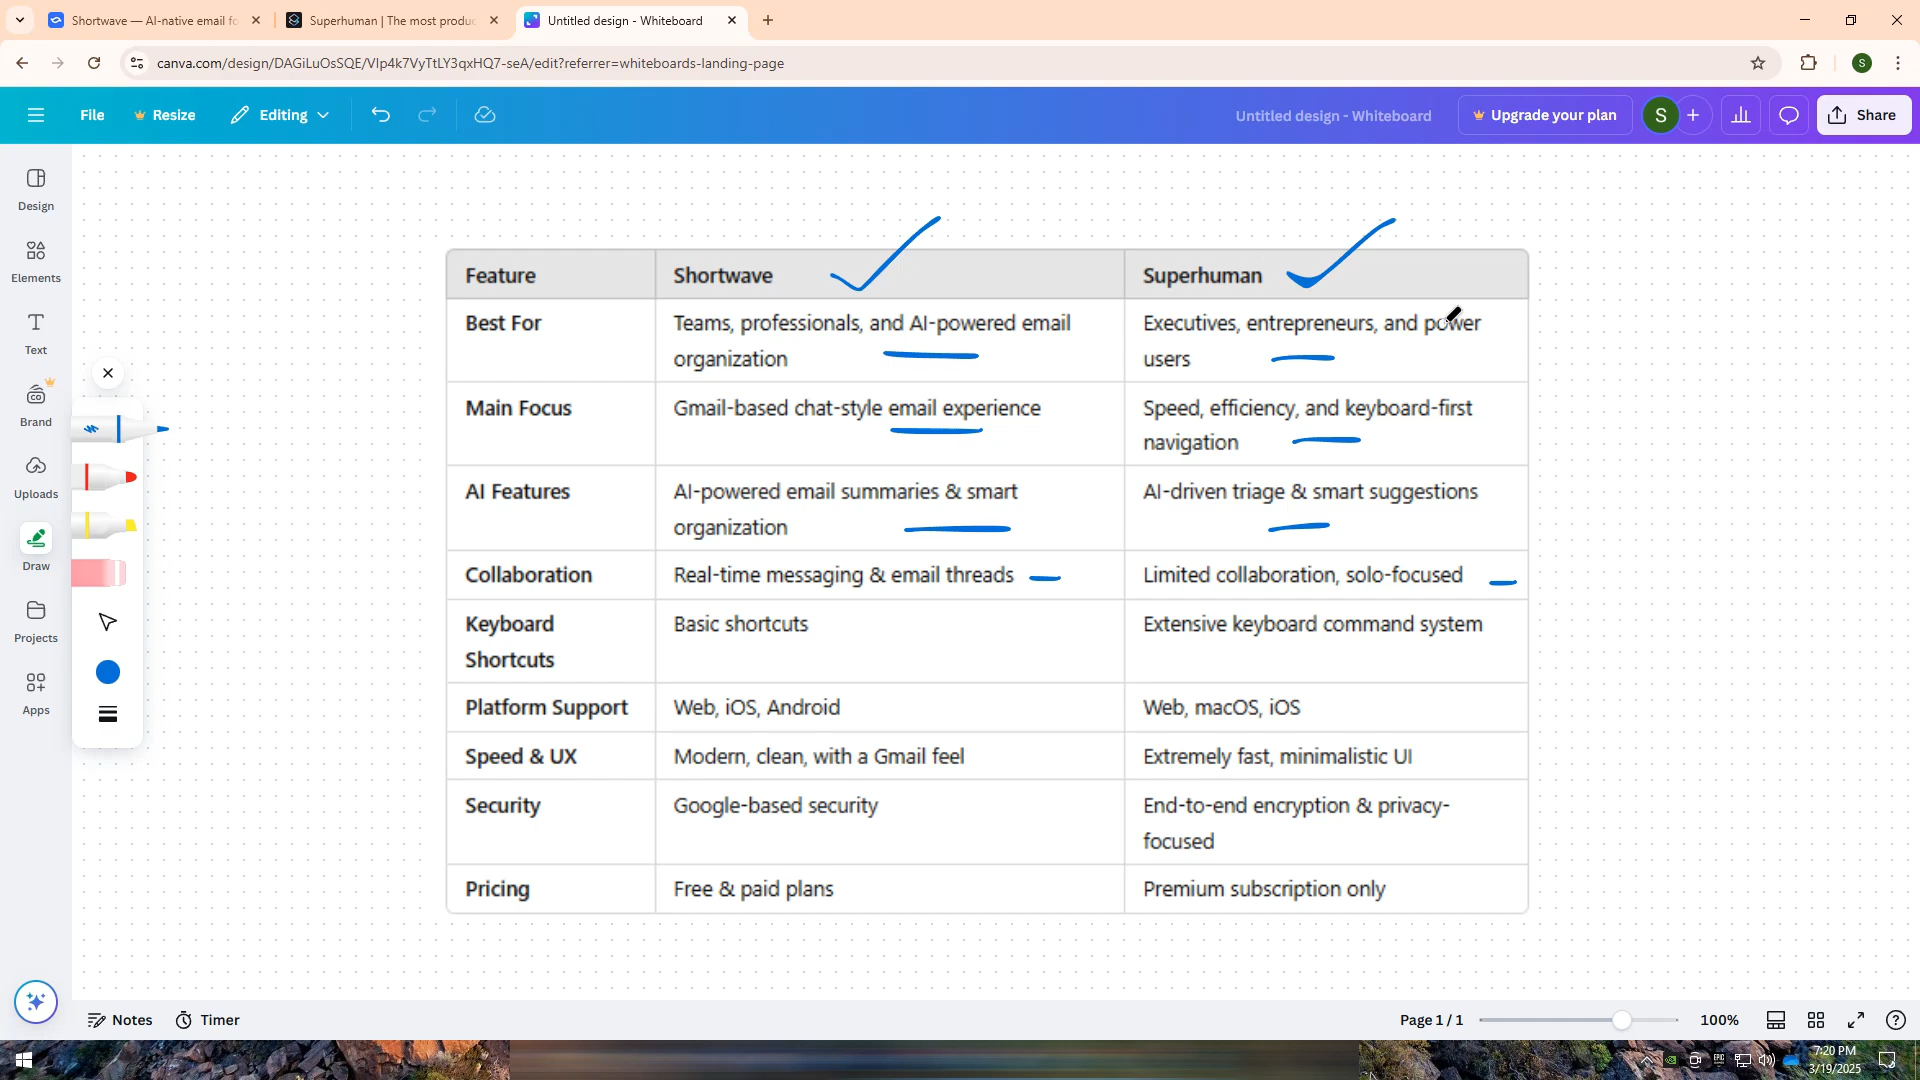 Shortwave — AI-native email fo
Superhuman | The most produc
Untitled design - Whiteboard
canva.com/design/DAGiLuOsSQE/VIp4k7VyTtLY3qxHQ7-seA/edit?referrer=whiteboards-landing-page
S
File
Resize
Editing
Untitled design - Whiteboard
Upgrade your plan
S
Share
Design
Elements
Text
Brand
Uploads
Draw
Projects
Apps
Feature
Shortwave
Superhuman
Best For
Teams, professionals, and AI-powered email
organization
Executives, entrepreneurs, and power
users
Main Focus
Gmail-based chat-style email experience
Speed, efficiency, and keyboard-first
navigation
AI Features
AI-powered email summaries & smart
organization
AI-driven triage & smart suggestions
Collaboration
Real-time messaging & email threads
Limited collaboration, solo-focused
Keyboard
Shortcuts
Basic shortcuts
Extensive keyboard command system
Platform Support
Web, iOS, Android
Web, macOS, iOS
Speed & UX
Modern, clean, with a Gmail feel
Extremely fast, minimalistic UI
Security
Google-based security
End-to-end encryption & privacy-
focused
Pricing
Free & paid plans
Premium subscription only
Notes
Timer
Page 1 / 1
100%
7:20 PM
3/19/2025